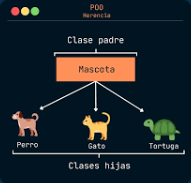 POO
Herencia
Clase padre
Mascota
Perro Gato Tortuga
Clases hijas